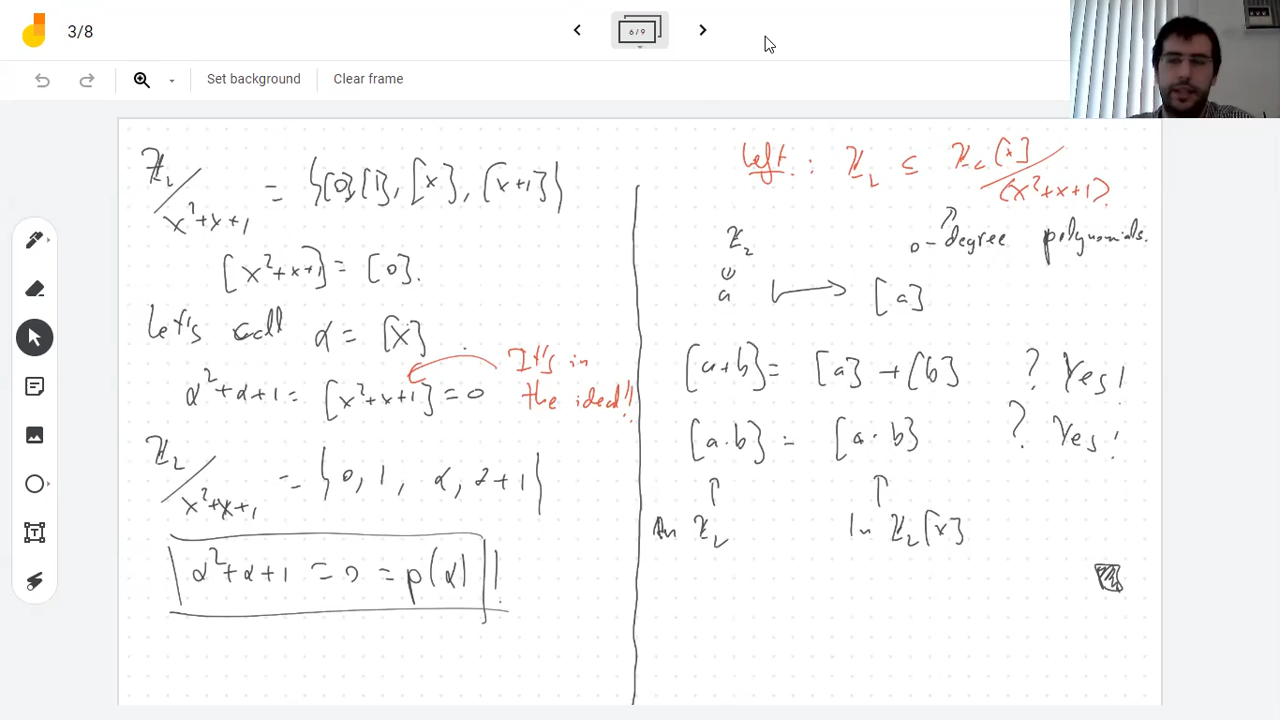 3/8
6/9
Set background
Clear frame
ℤ₂/x²+x+1 = {[0][1], [x], [x+1]}
[x²+x+1] = [0].
Let's call α = [x]
α²+α+1 = [x²+x+1] = 0
It's in
the ideal!!
ℤ₂/x²+x+1 = {0, 1, α, α+1}
α²+α+1 = 0 = p(α) !
Left: ℤ₂ ≤ ℤ₂[x]/(x²+x+1)
0-degree polynomials.
ℤ₂
a ↦ [a]
[a+b] = [a]+[b] ? Yes!
[a·b] = [a·b] ? Yes!
In ℤ₂
In ℤ₂[x]